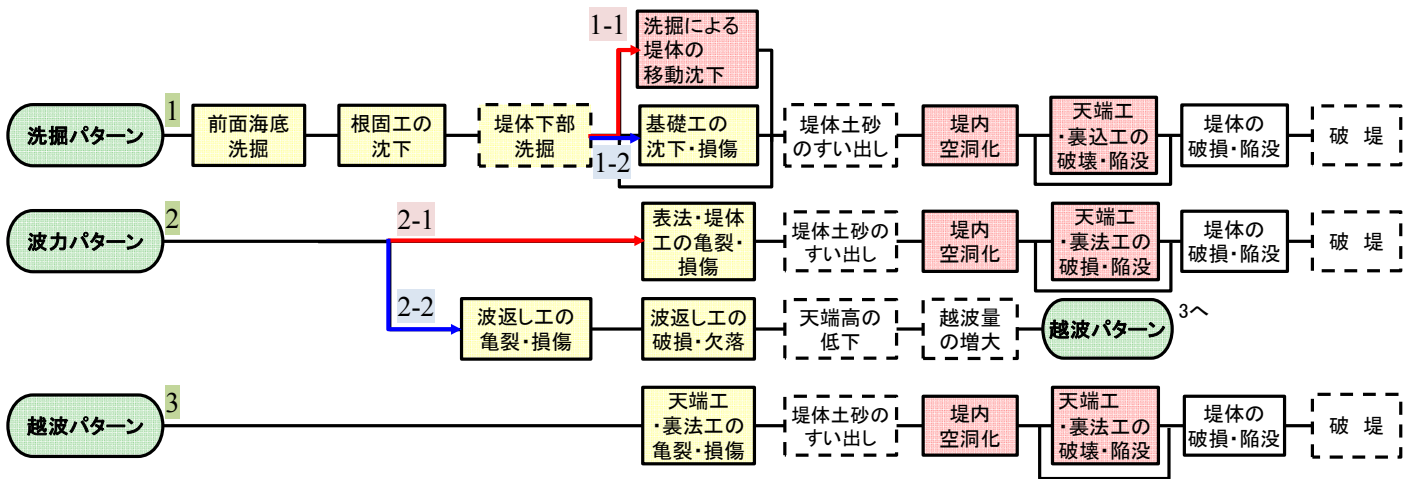 1-1
洗掘による
堤体の
移動沈下
洗掘パターン
1
前面海底
洗掘
根固工の
沈下
堤体下部
洗掘
1-2
基礎工の
沈下・損傷
堤体土砂
のすい出し
堤内
空洞化
天端工
・裏込工の
破壊・陥没
堤体の
破損・陥没
破 堤
波力パターン
2
2-1
表法・堤体
工の亀裂・
損傷
堤体土砂の
すい出し
堤内
空洞化
天端工
・裏法工の
破損・陥没
堤体の
破損・陥没
破 堤
2-2
波返し工の
亀裂・損傷
波返し工の
破損・欠落
天端高の
低下
越波量
の増大
越波パターン
3へ
越波パターン
3
天端工
・裏法工の
亀裂・損傷
堤体土砂の
すい出し
堤内
空洞化
天端工
・裏法工の
破壊・陥没
堤体の
破損・陥没
破 堤